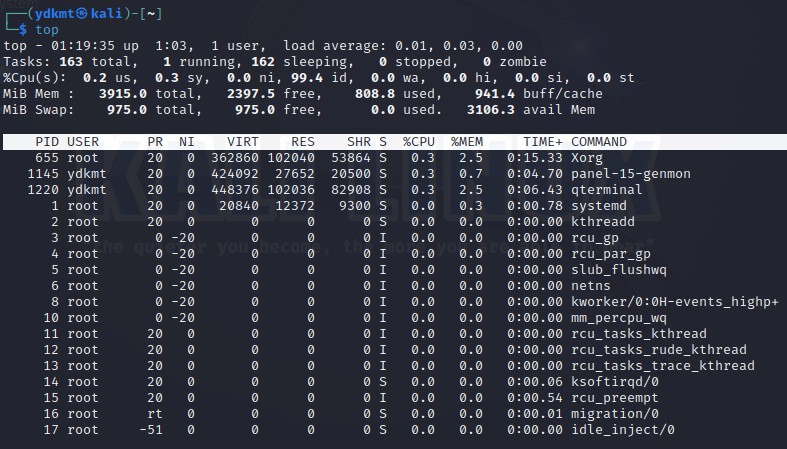 ystem
┌──(ydkmt㉿kali)-[~]
└─$ top
top - 01:19:35 up  1:03,  1 user,  load average: 0.01, 0.03, 0.00
Tasks: 163 total,   1 running, 162 sleeping,   0 stopped,   0 zombie
%Cpu(s):  0.2 us,  0.3 sy,  0.0 ni, 99.4 id,  0.0 wa,  0.0 hi,  0.0 si,  0.0 st
MiB Mem :   3915.0 total,   2397.5 free,    808.8 used,    941.4 buff/cache
MiB Swap:    975.0 total,    975.0 free,      0.0 used.   3106.3 avail Mem
PID USER      PR  NI    VIRT    RES    SHR S  %CPU  %MEM     TIME+ COMMAND
655 root      20   0  362860 102040  53864 S   0.3   2.5   0:15.33 Xorg
1145 ydkmt     20   0  424092  27652  20500 S   0.3   0.7   0:04.70 panel-15-genmon
1220 ydkmt     20   0  448376 102036  82908 S   0.3   2.5   0:06.43 qterminal
1 root      20   0   20840  12372   9300 S   0.0   0.3   0:00.78 systemd
2 root      20   0       0      0      0 S   0.0   0.0   0:00.00 kthreadd
3 root       0 -20       0      0      0 I   0.0   0.0   0:00.00 rcu_gp
4 root       0 -20       0      0      0 I   0.0   0.0   0:00.00 rcu_par_gp
5 root       0 -20       0      0      0 I   0.0   0.0   0:00.00 slub_flushwq
6 root       0 -20       0      0      0 I   0.0   0.0   0:00.00 netns
8 root       0 -20       0      0      0 I   0.0   0.0   0:00.00 kworker/0:0H-events_highp+
10 root       0 -20       0      0      0 I   0.0   0.0   0:00.00 mm_percpu_wq
11 root      20   0       0      0      0 I   0.0   0.0   0:00.00 rcu_tasks_kthread
12 root      20   0       0      0      0 I   0.0   0.0   0:00.00 rcu_tasks_rude_kthread
13 root      20   0       0      0      0 I   0.0   0.0   0:00.00 rcu_tasks_trace_kthread
14 root      20   0       0      0      0 S   0.0   0.0   0:00.06 ksoftirqd/0
15 root      20   0       0      0      0 I   0.0   0.0   0:00.54 rcu_preempt
16 root      rt   0       0      0      0 S   0.0   0.0   0:00.01 migration/0
17 root     -51   0       0      0      0 S   0.0   0.0   0:00.00 idle_inject/0